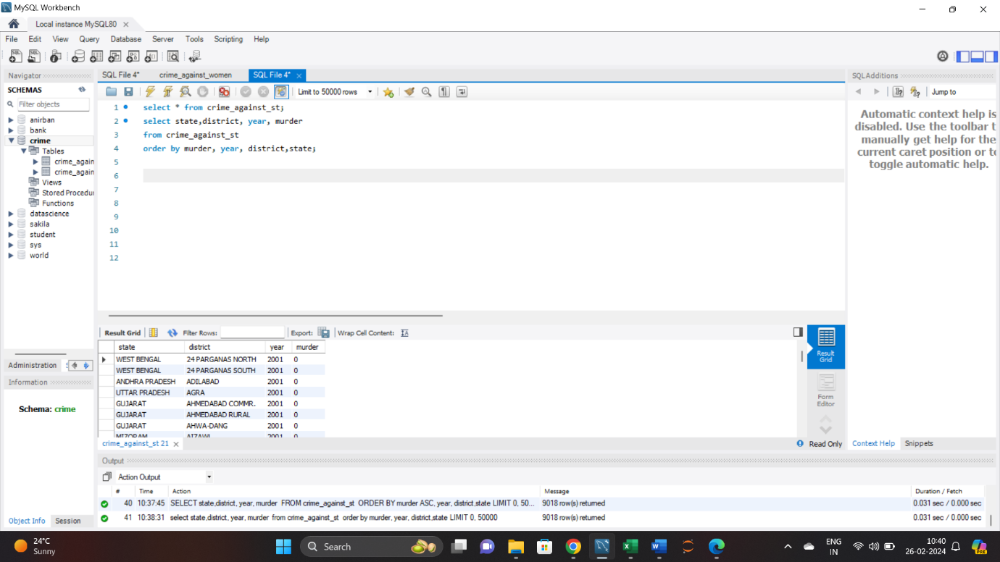 MySQL Workbench
Local instance MySQL80
File Edit View Query Database Server Tools Scripting Help
Navigator
SQL File 4* crime_against_women SQL File 4*
SQLAdditions
SCHEMAS
Filter objects
Limit to 50000 rows
Jump to
anirban
bank
crime
Tables
crime_again
crime_again
Views
Stored Procedu
Functions
datascience
sakila
student
sys
world
1 select * from crime_against_st;
2 select state,district, year, murder
3 from crime_against_st
4 order by murder, year, district,state;
5
6
7
8
9
10
11
12
Automatic context help is
disabled. Use the toolbar t
manually get help for the
current caret position or to
toggle automatic help.
Result Grid Filter Rows: Export: Wrap Cell Content:
state district year murder
WEST BENGAL 24 PARGANAS NORTH 2001 0
WEST BENGAL 24 PARGANAS SOUTH 2001 0
ANDHRA PRADESH ADILABAD 2001 0
UTTAR PRADESH AGRA 2001 0
GUJARAT AHMEDABAD COMMR. 2001 0
GUJARAT AHMEDABAD RURAL 2001 0
GUJARAT AHWA-DANG 2001 0
MIZORAM AIZAWL 2001 0
Result
Grid
Form
Editor
Administration
Information
Schema: crime
crime_against_st 21
Read Only
Context Help Snippets
Output
Action Output
# Time Action Message Duration / Fetch
40 10:37:45 SELECT state,district, year, murder FROM crime_against_st ORDER BY murder ASC, year, district,state LIMIT 0, 50... 9018 row(s) returned 0.031 sec / 0.000 sec
41 10:38:31 select state,district, year, murder from crime_against_st order by murder, year, district,state LIMIT 0, 50000 9018 row(s) returned 0.031 sec / 0.000 sec
Object Info Session
24°C
Sunny
Search
ENG
IN
10:40
26-02-2024
PRE